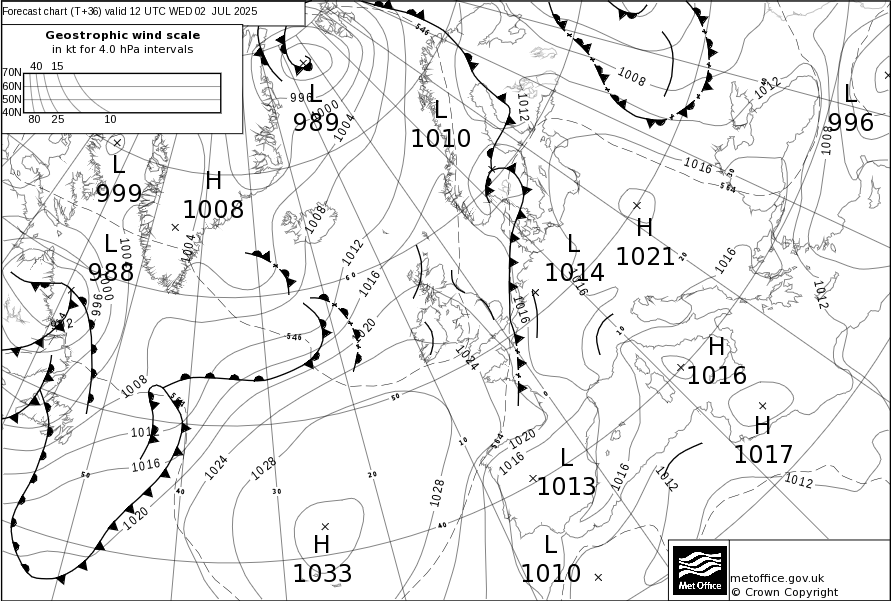 Forecast chart (T+36) valid 12 UTC WED 02 JUL 2025
Geostrophic wind scale
in kt for 4.0 hPa intervals
40 15
70N
60N
50N
40N
80 25 10
L
989
996
1000
1004
L
1010
546
1012
1008
1012
L
996
1008
L
999
H
1008
1004
1008
1012
1016
1020
L
988
1000
996
1016
564
H
1021
L
1014
1016
1016
1012
1016
60
546
20
10
1024
H
1016
H
1017
1008
1012
1016
1020
1024
1028
50
50
40
30
20
10
0
40
564
1020
1016
1028
L
1013
1016
1012
1012
H
1033
L
1010
Met Office
metoffice.gov.uk
© Crown Copyright